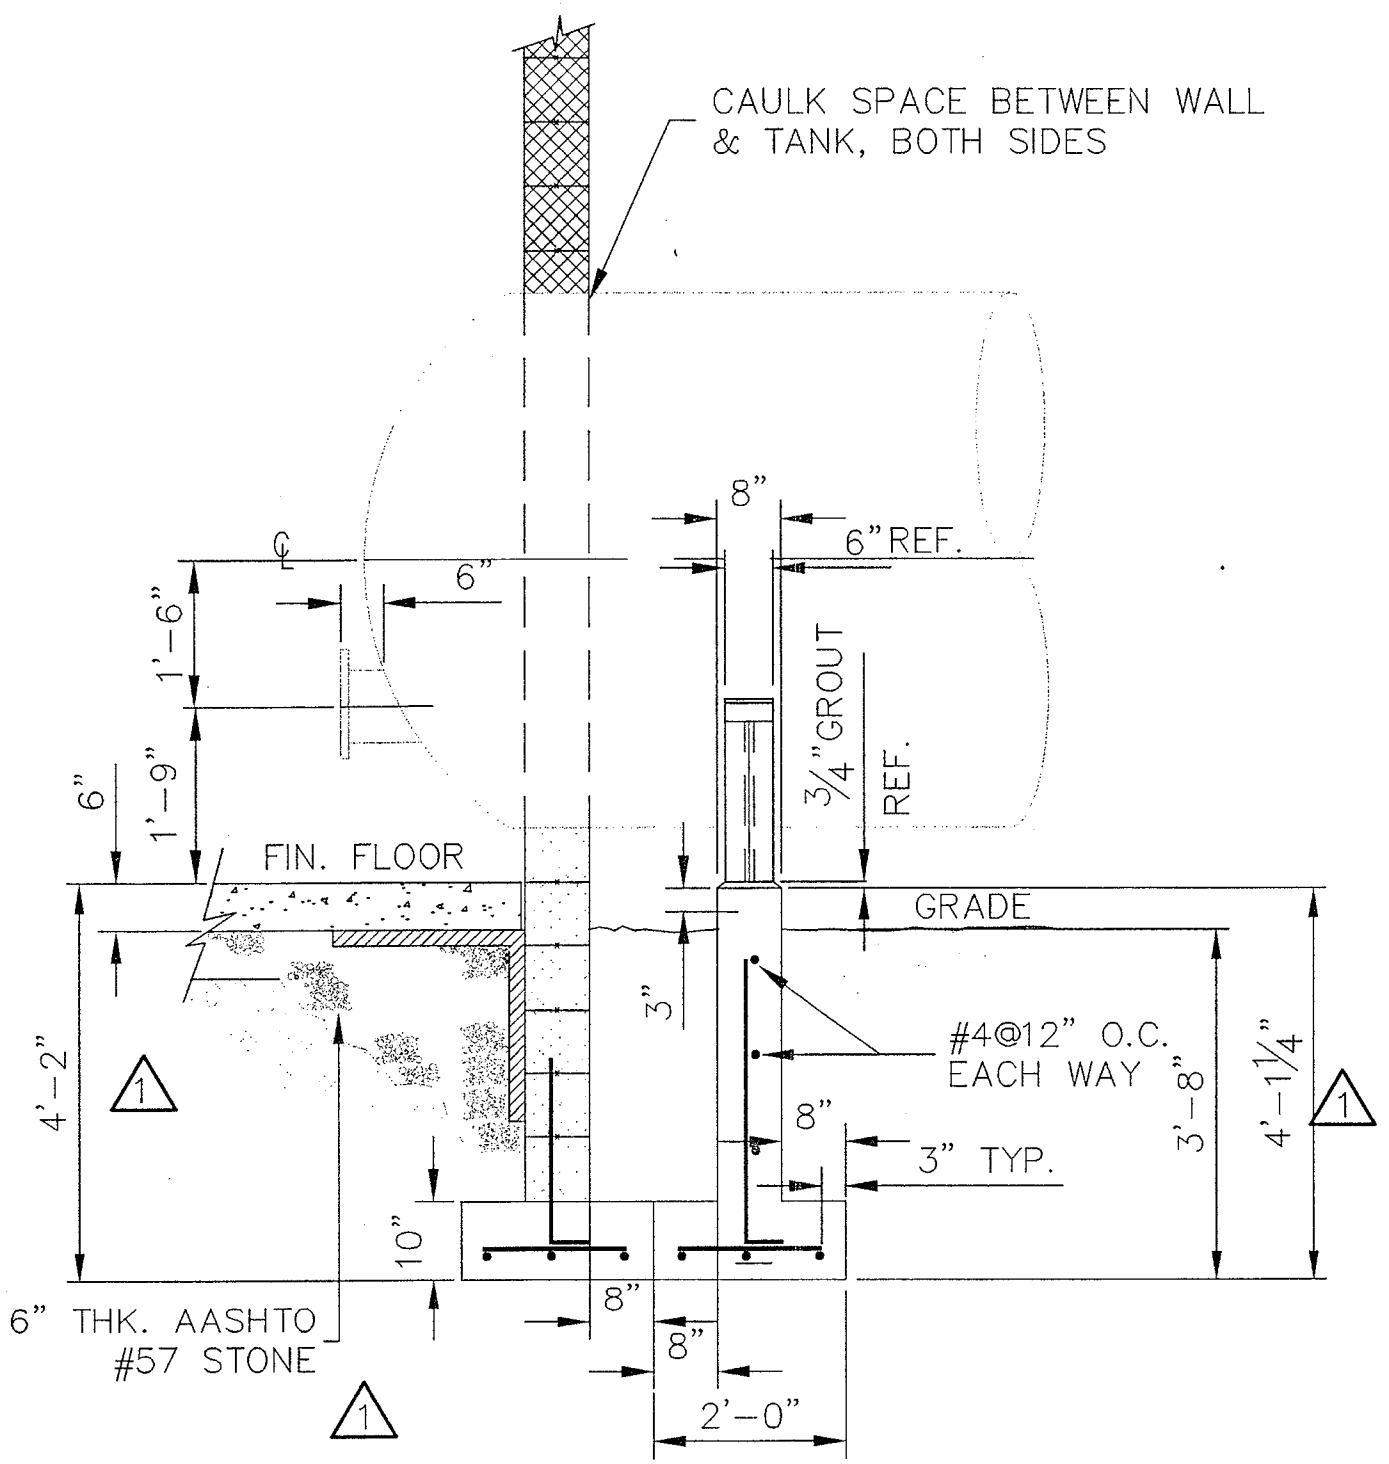 CAULK SPACE BETWEEN WALL
& TANK, BOTH SIDES
8"
6" REF.
℄
6"
1'-6"
3/4" GROUT
REF.
1'-9"
6"
FIN. FLOOR
GRADE
3"
#4@12" O.C.
EACH WAY
4'-2"
1
8"
3" TYP.
3'-8"
4'-1 1/4"
1
10"
6" THK. AASHTO
#57 STONE
8"
8"
1
2'-0"